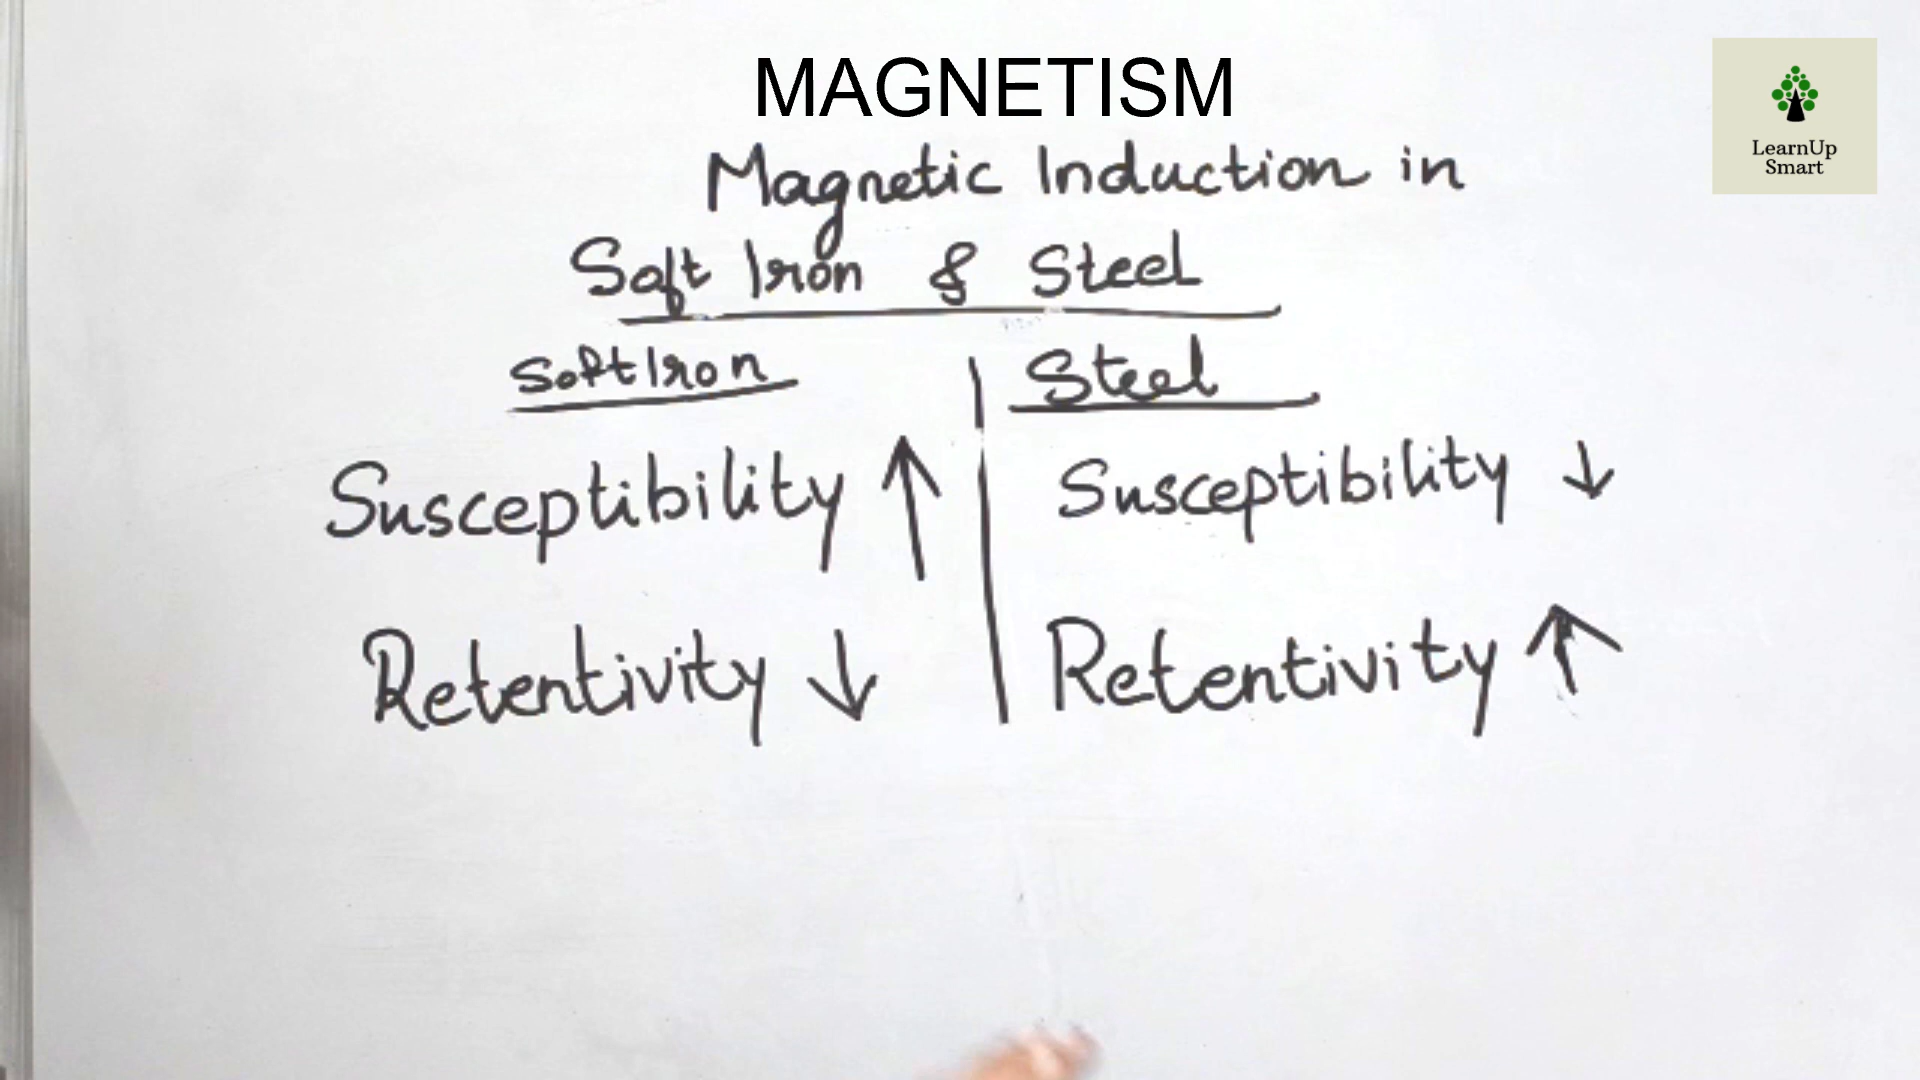 MAGNETISM
LearnUp
Smart
Magnetic Induction in
Soft Iron & Steel
Soft Iron
Steel
Susceptibility ↑
Susceptibility ↓
Retentivity ↓
Retentivity ↑